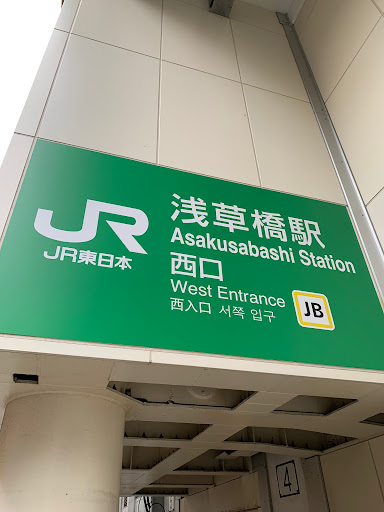 JR
JR東日本
浅草橋駅
Asakusabashi Station
西口
West Entrance
西入口 서쪽 입구
JB
4